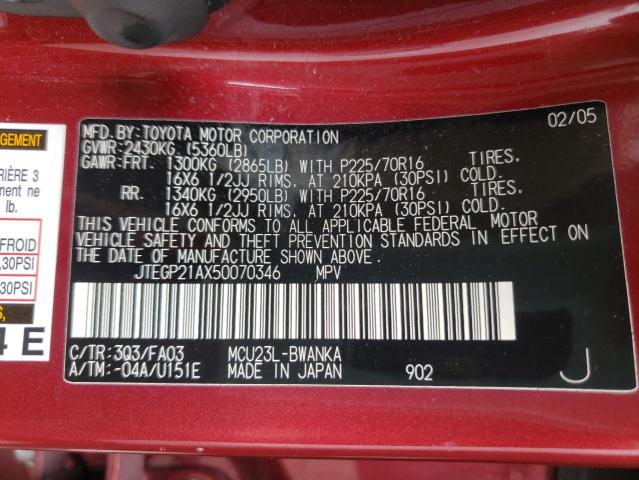 MFD. BY: TOYOTA MOTOR CORPORATION 02/05
GVWR: 2430KG (5360LB)
GAWR: FRT. 1300KG (2865LB) WITH P225/70R16 TIRES,
16X6 1/2JJ RIMS, AT 210KPA (30PSI) COLD.
RR. 1340KG (2950LB) WITH P225/70R16 TIRES,
16X6 1/2JJ RIMS, AT 210KPA (30PSI) COLD.
THIS VEHICLE CONFORMS TO ALL APPLICABLE FEDERAL MOTOR
VEHICLE SAFETY AND THEFT PREVENTION STANDARDS IN EFFECT ON
THE DATE OF MANUFACTURE SHOWN ABOVE.
JTEGP21AX50070346 MPV
C/TR: 3Q3/FA03 MCU23L-BWANKA
A/TM: -04A/U151E MADE IN JAPAN 902 J
GEMENT
RIÈRE 3
ment ne
lb.
FROID
,30PSI
30PSI
S,
4 E